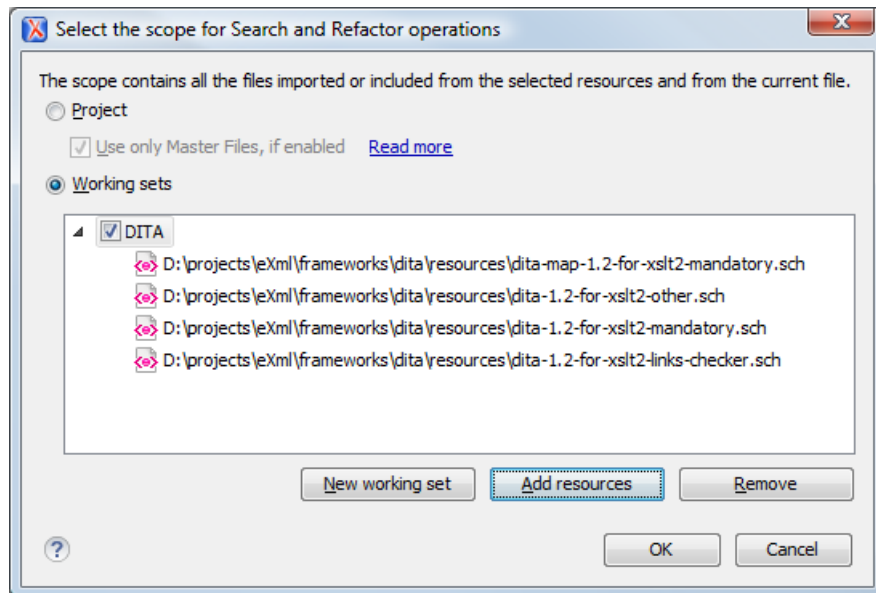 Select the scope for Search and Refactor operations
The scope contains all the files imported or included from the selected resources and from the current file.
Project
Use only Master Files, if enabled Read more
Working sets
DITA
D:\projects\eXml\frameworks\dita\resources\dita-map-1.2-for-xslt2-mandatory.sch
D:\projects\eXml\frameworks\dita\resources\dita-1.2-for-xslt2-other.sch
D:\projects\eXml\frameworks\dita\resources\dita-1.2-for-xslt2-mandatory.sch
D:\projects\eXml\frameworks\dita\resources\dita-1.2-for-xslt2-links-checker.sch
New working set Add resources Remove
? OK Cancel